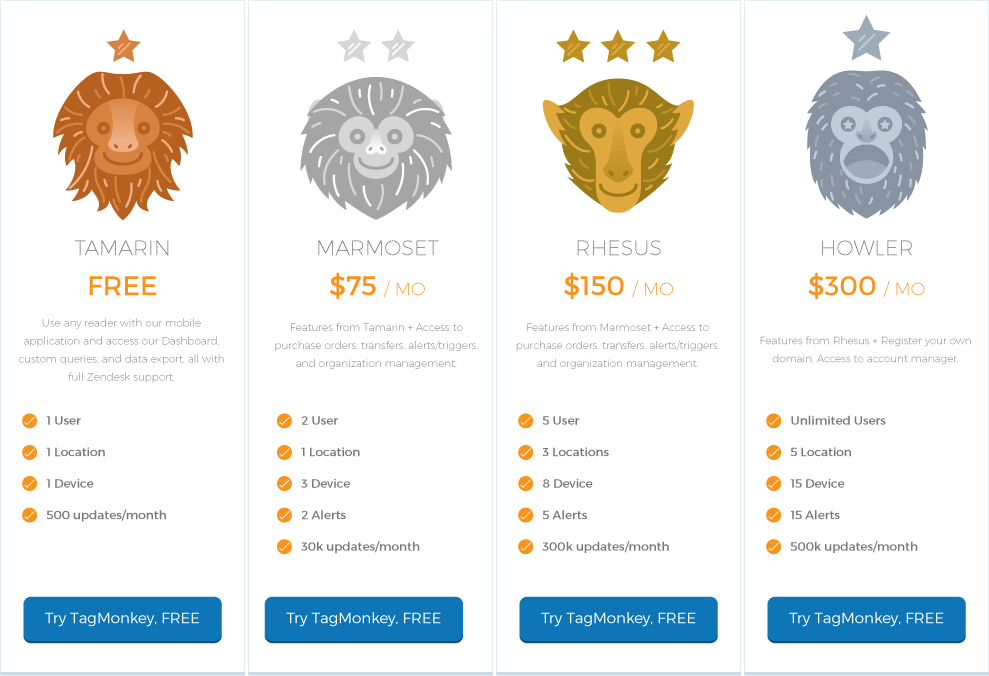 TAMARIN
FREE
Use any reader with our mobile
application and access our Dashboard,
custom queries, and data export, all with
full Zendesk support.
1 User
1 Location
1 Device
500 updates/month
Try TagMonkey, FREE
MARMOSET
$75 / MO
Features from Tamarin + Access to
purchase orders, transfers, alerts/triggers,
and organization management.
2 User
1 Location
3 Device
2 Alerts
30k updates/month
Try TagMonkey, FREE
RHESUS
$150 / MO
Features from Marmoset + Access to
purchase orders, transfers, alerts/triggers,
and organization management.
5 User
3 Locations
8 Device
5 Alerts
300k updates/month
Try TagMonkey, FREE
HOWLER
$300 / MO
Features from Rhesus + Register your own
domain. Access to account manager.
Unlimited Users
5 Location
15 Device
15 Alerts
500k updates/month
Try TagMonkey, FREE